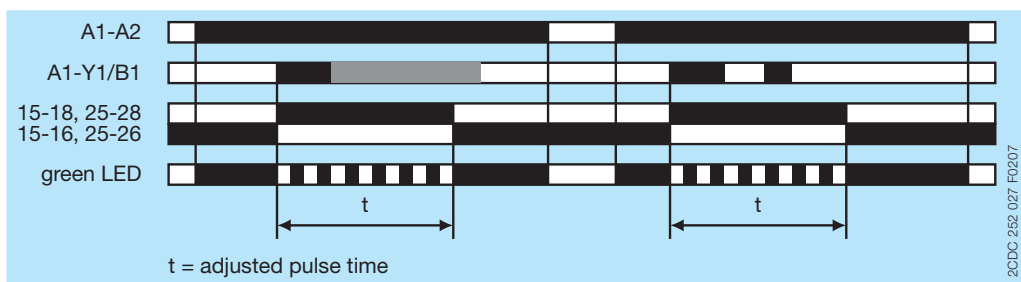 A1-A2
A1-Y1/B1
15-18, 25-28
15-16, 25-26
green LED
t
t
t = adjusted pulse time
2CDC 252 027 F0207